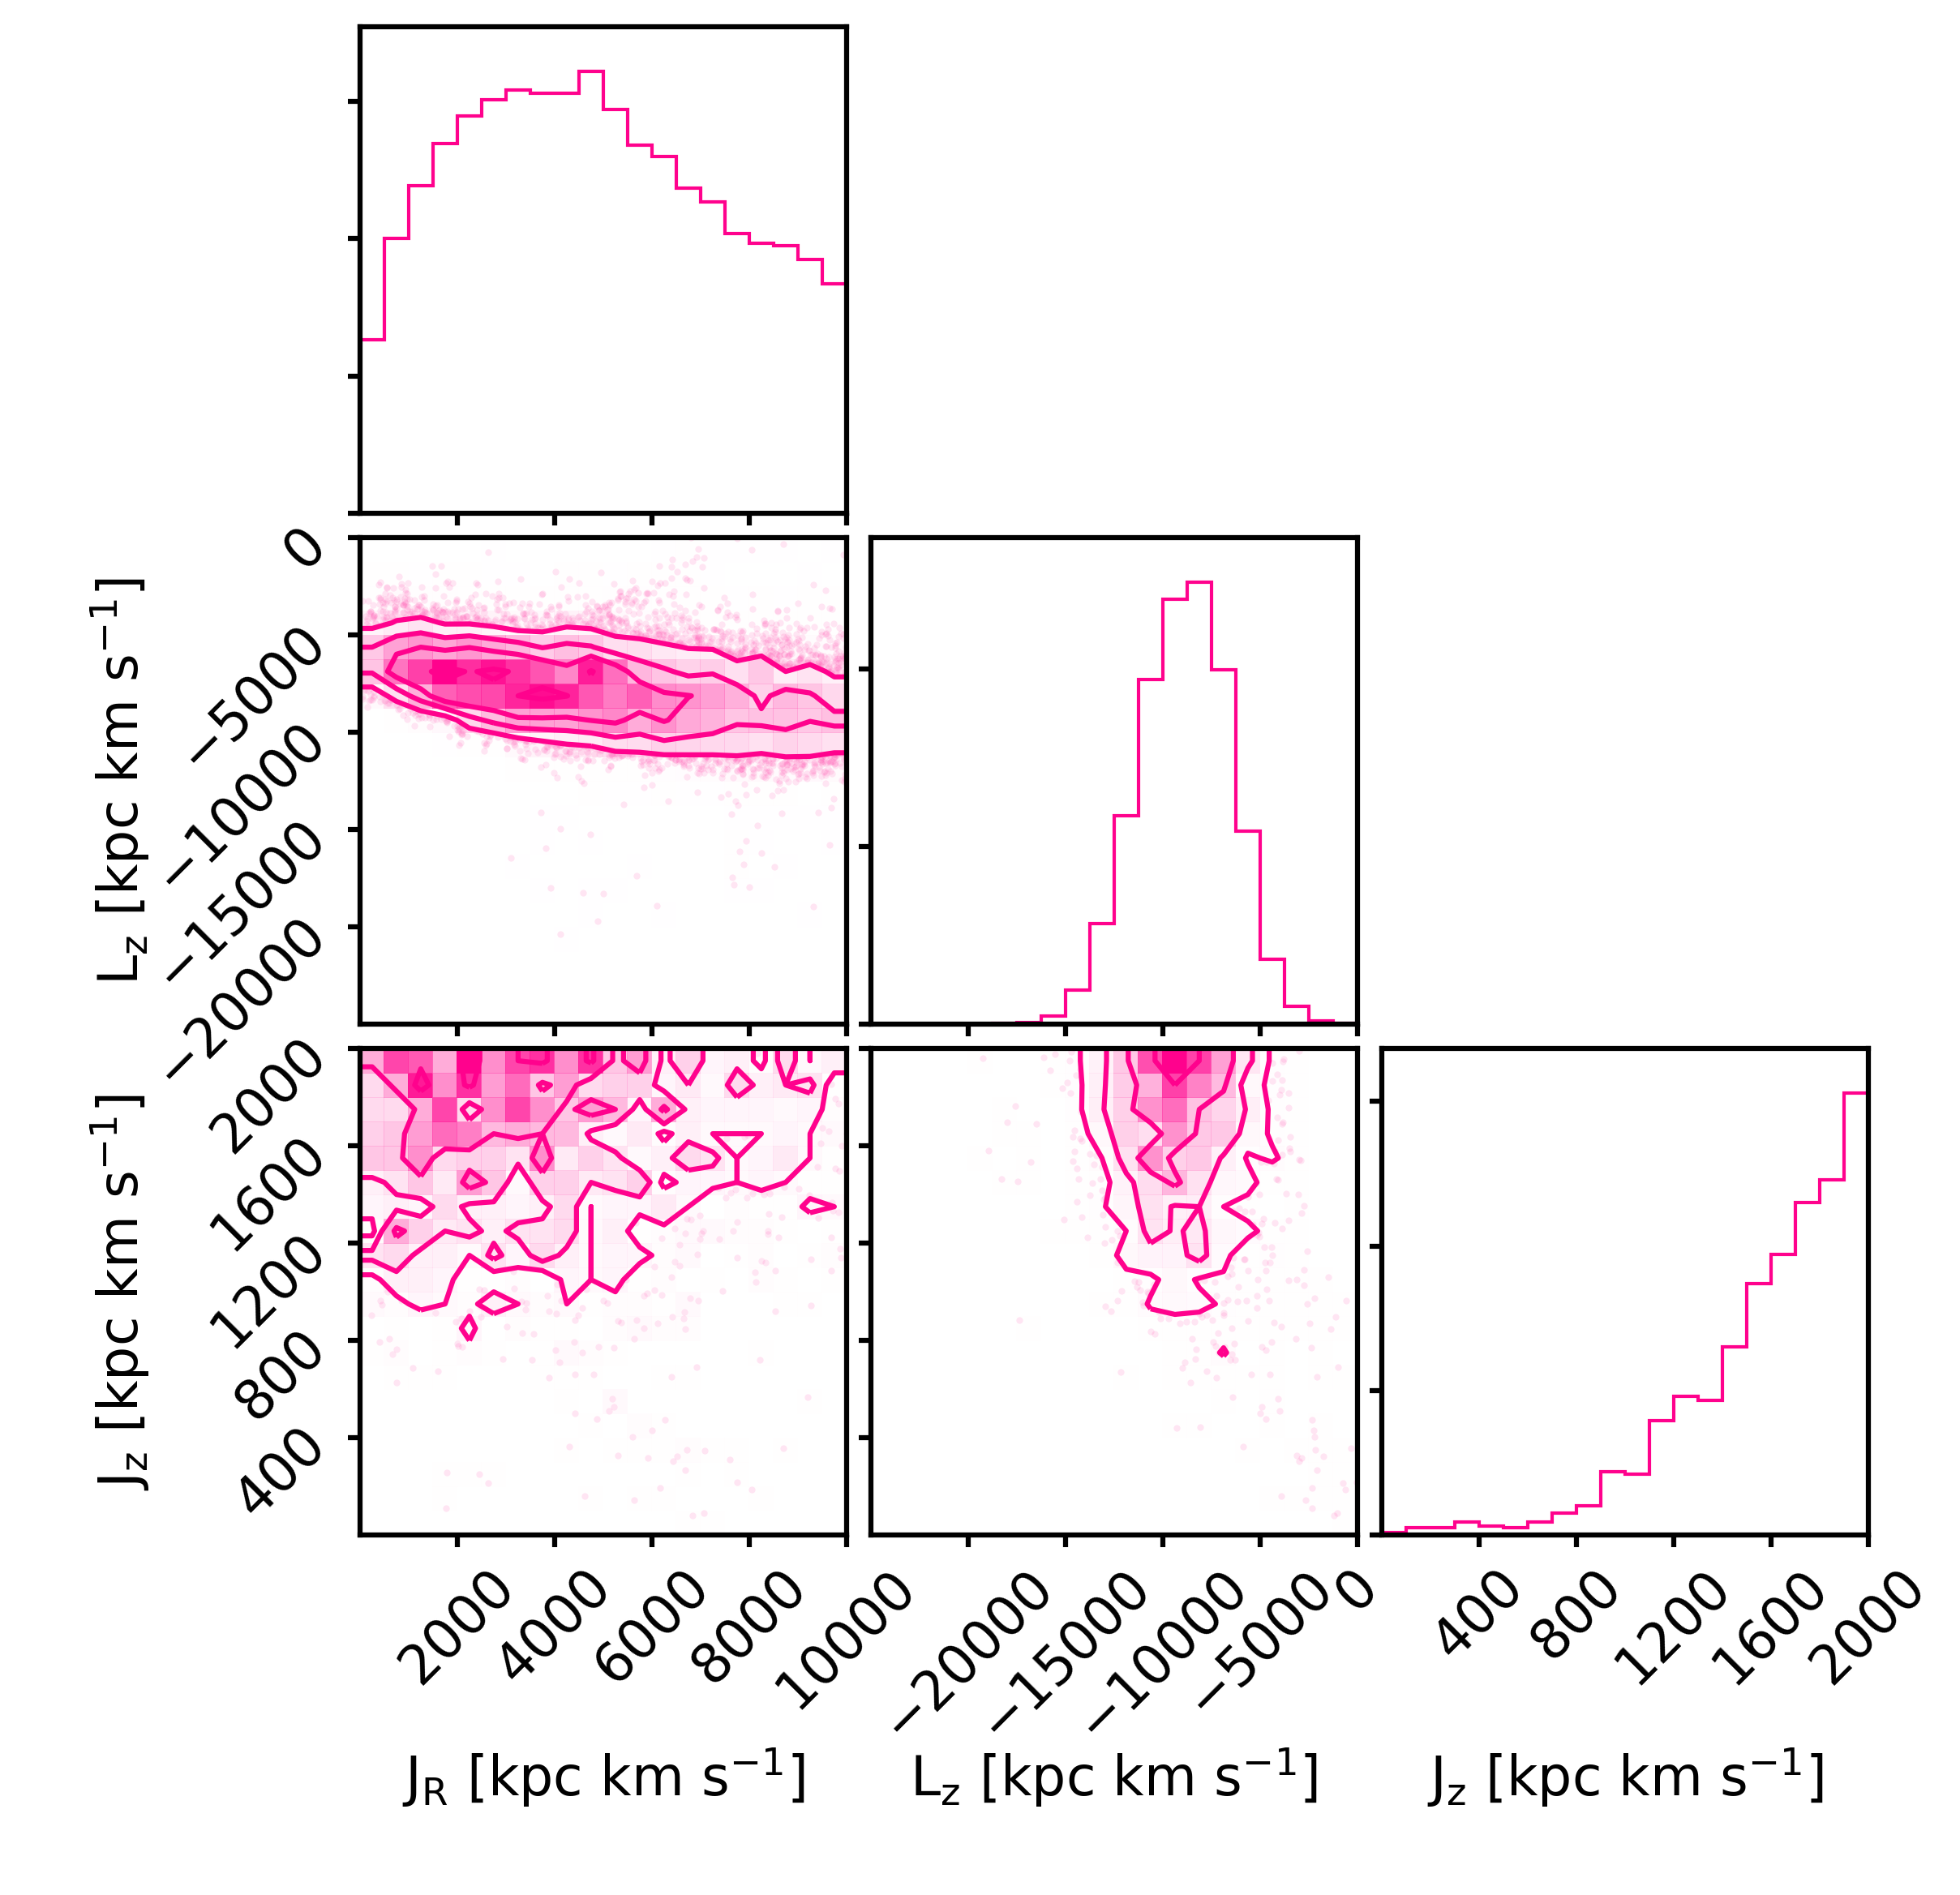 0
−5000
−10000
−15000
−20000
L_z [kpc km s⁻¹]
2000
1600
1200
800
400
J_z [kpc km s⁻¹]
2000 4000 6000 8000 10000
−20000 −15000 −10000 −5000 0
400 800 1200 1600 2000
J_R [kpc km s⁻¹]
L_z [kpc km s⁻¹]
J_z [kpc km s⁻¹]